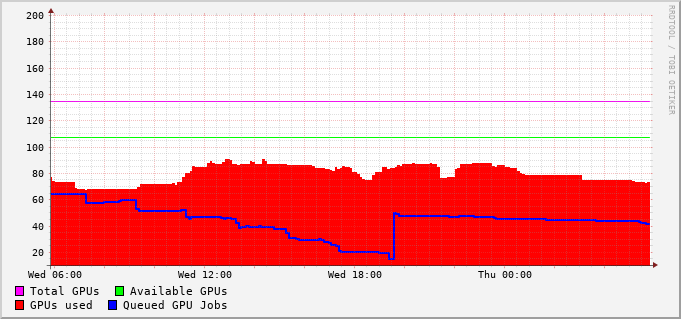 200
180
160
140
120
100
80
60
40
20
Wed 06:00 Wed 12:00 Wed 18:00 Thu 00:00
Total GPUs Available GPUs
GPUs used Queued GPU Jobs
RRDTOOL / TOBI OETIKER